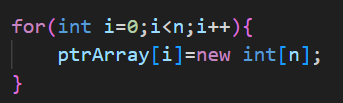 for(int i=0;i<n;i++){
    ptrArray[i]=new int[n];
}